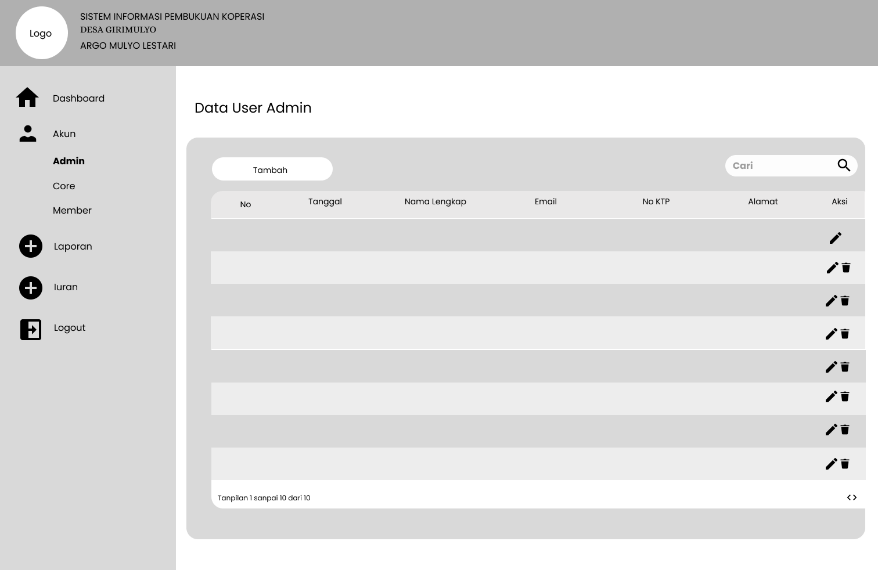 Logo
SISTEM INFORMASI PEMBUKUAN KOPERASI
DESA GIRIMULYO
ARGO MULYO LESTARI
Dashboard
Akun
Admin
Core
Member
Laporan
Iuran
Logout
Data User Admin
Tambah
Cari
No Tanggal Nama Lengkap Email No KTP Alamat Aksi
Tanpilan 1 sanpai 10 dari 10